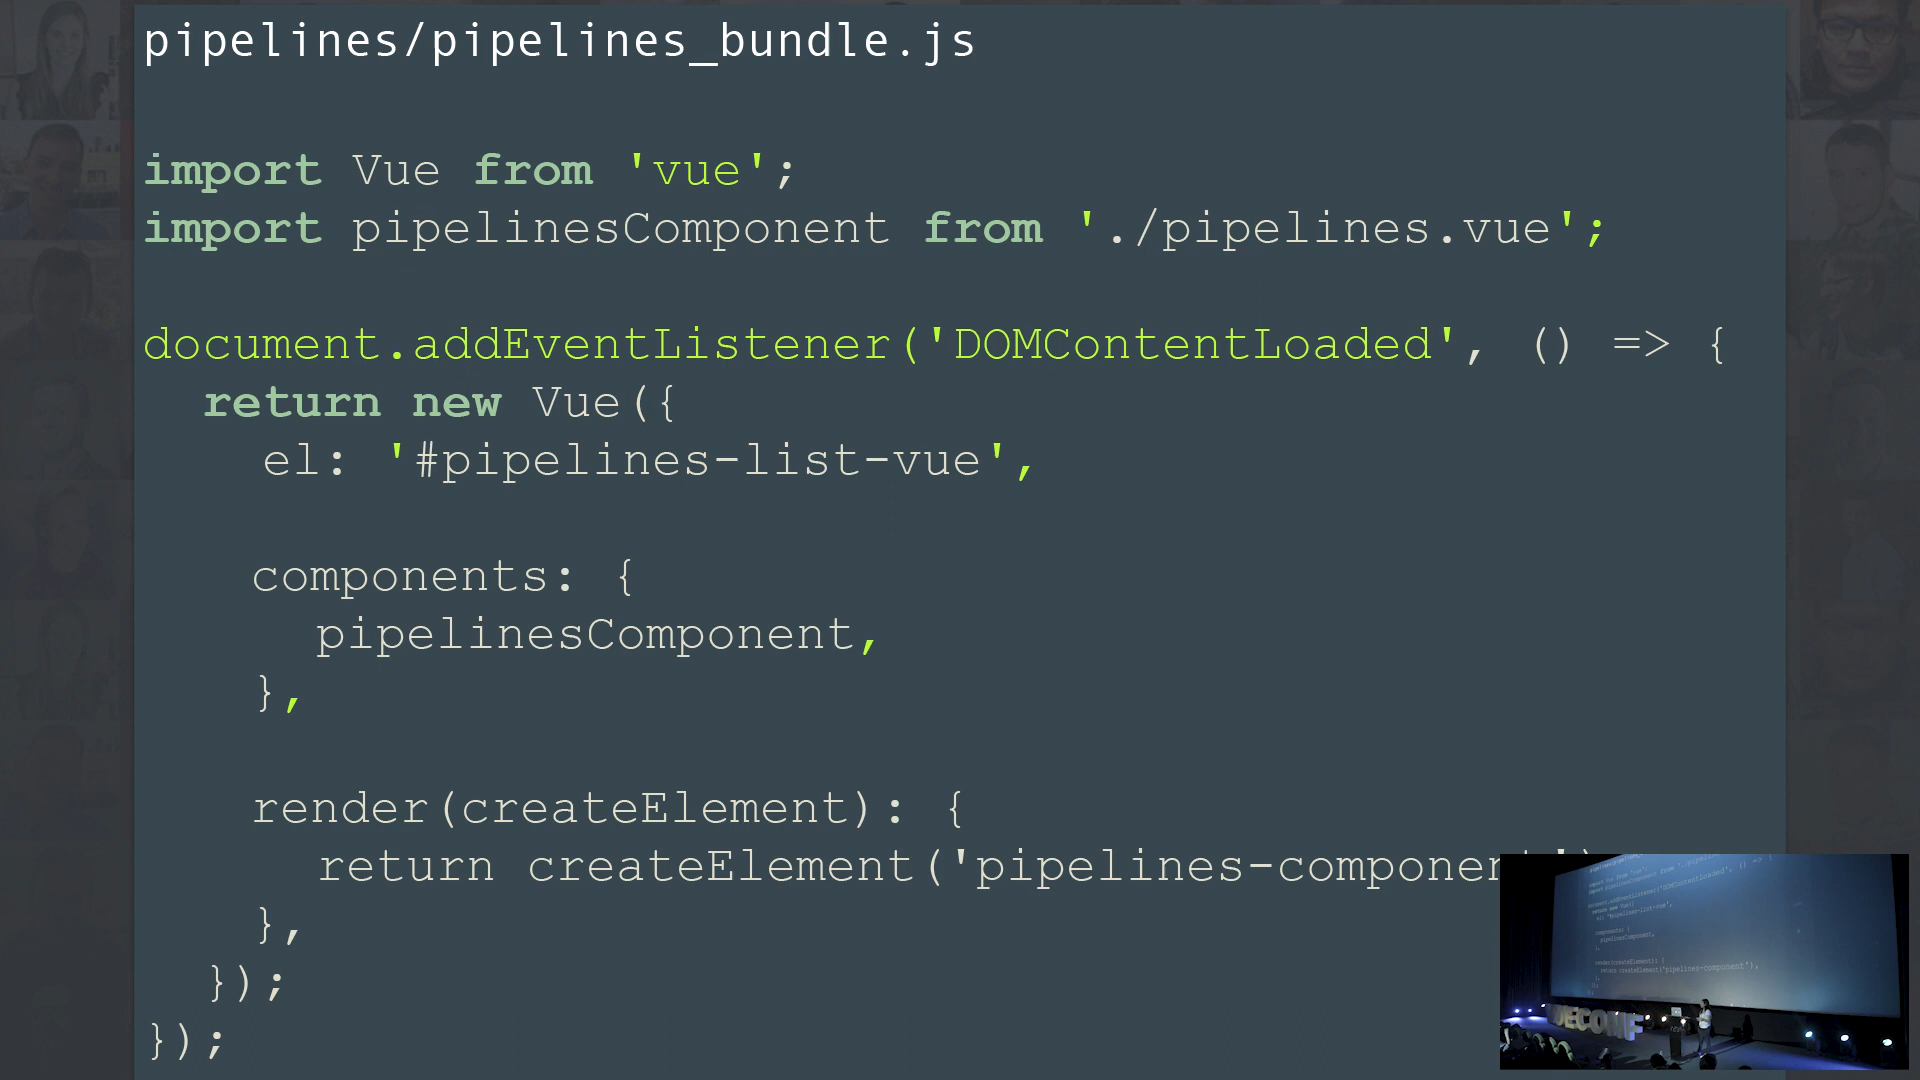 pipelines/pipelines_bundle.js
import Vue from 'vue';
import pipelinesComponent from './pipelines.vue';
document.addEventListener('DOMContentLoaded', () => {
return new Vue({
el: '#pipelines-list-vue',
components: {
pipelinesComponent,
},
render(createElement): {
return createElement('pipelines-component')
},
});
});